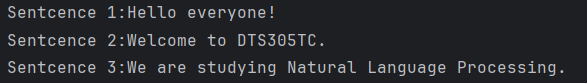 Sentcence 1:Hello everyone!
Sentcence 2:Welcome to DTS305TC.
Sentcence 3:We are studying Natural Language Processing.